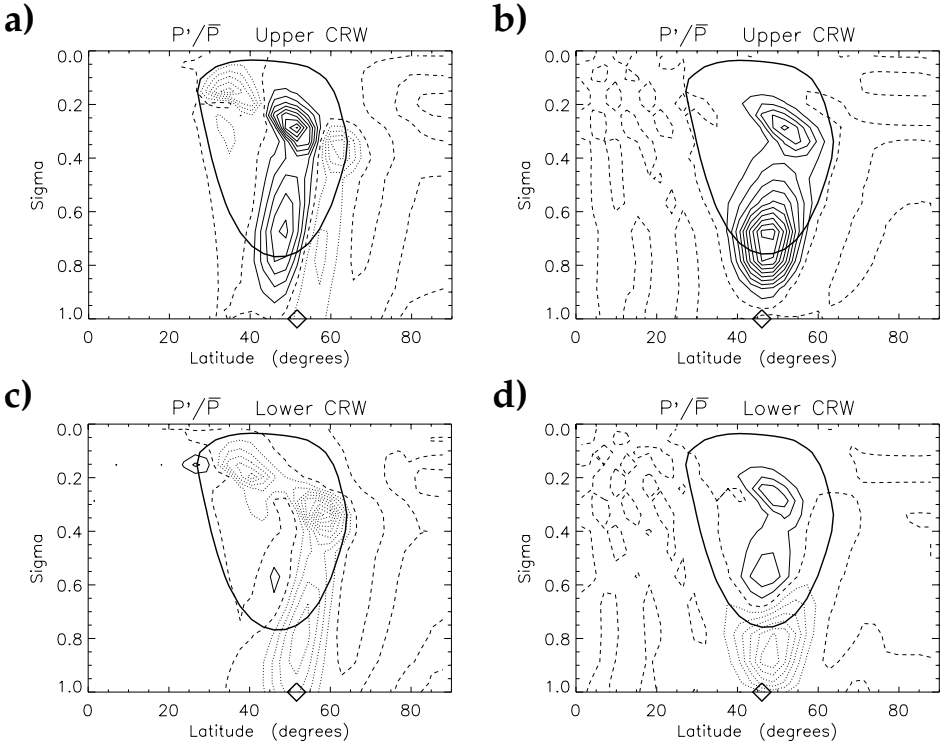 a)
P'/P̅ Upper CRW
0.0
0.2
0.4
0.6
0.8
1.0
Sigma
0 20 40 60 80
Latitude (degrees)
b)
P'/P̅ Upper CRW
0.0
0.2
0.4
0.6
0.8
1.0
Sigma
0 20 40 60 80
Latitude (degrees)
c)
P'/P̅ Lower CRW
0.0
0.2
0.4
0.6
0.8
1.0
Sigma
0 20 40 60 80
Latitude (degrees)
d)
P'/P̅ Lower CRW
0.0
0.2
0.4
0.6
0.8
1.0
Sigma
0 20 40 60 80
Latitude (degrees)